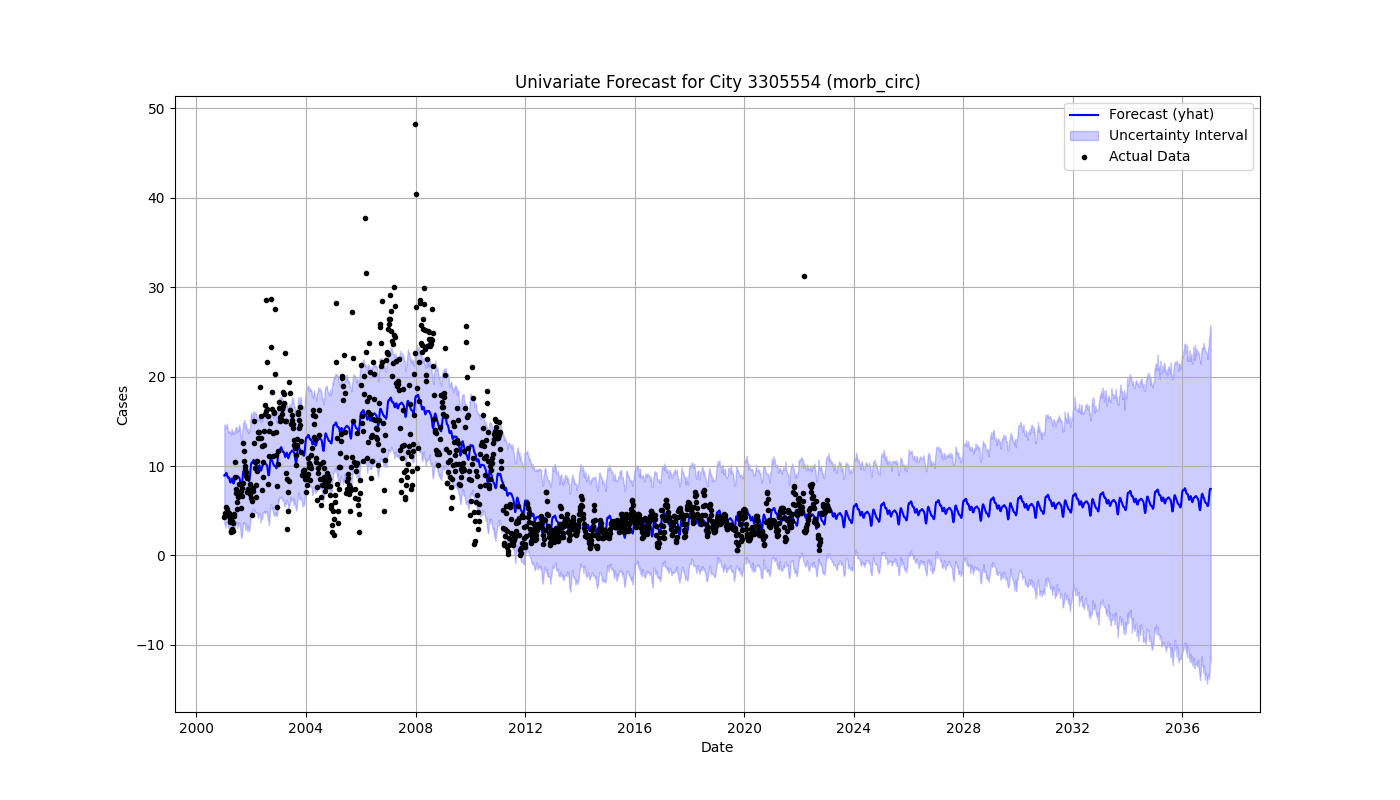 Univariate Forecast for City 3305554 (morb_circ)
Forecast (yhat)
Uncertainty Interval
Actual Data
Cases
50
40
30
20
10
0
−10
2000
2004
2008
2012
2016
2020
2024
2028
2032
2036
Date